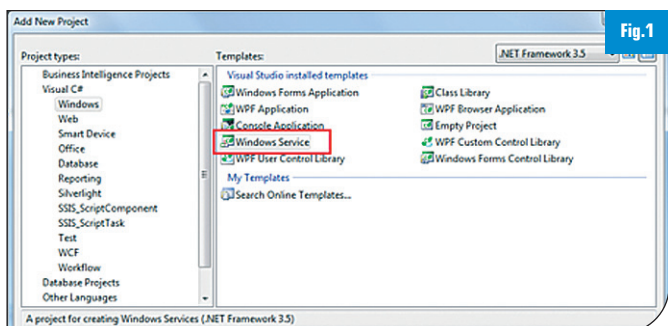 Add New Project
Fig.1
Project types:
Templates:
.NET Framework 3.5
Business Intelligence Projects
Visual C#
Windows
Web
Smart Device
Office
Database
Reporting
Silverlight
SSIS_ScriptComponent
SSIS_ScriptTask
Test
WCF
Workflow
Database Projects
Other Languages
Visual Studio installed templates
Windows Forms Application
Class Library
WPF Application
WPF Browser Application
Console Application
Empty Project
Windows Service
WPF Custom Control Library
WPF User Control Library
Windows Forms Control Library
My Templates
Search Online Templates...
A project for creating Windows Services (.NET Framework 3.5)